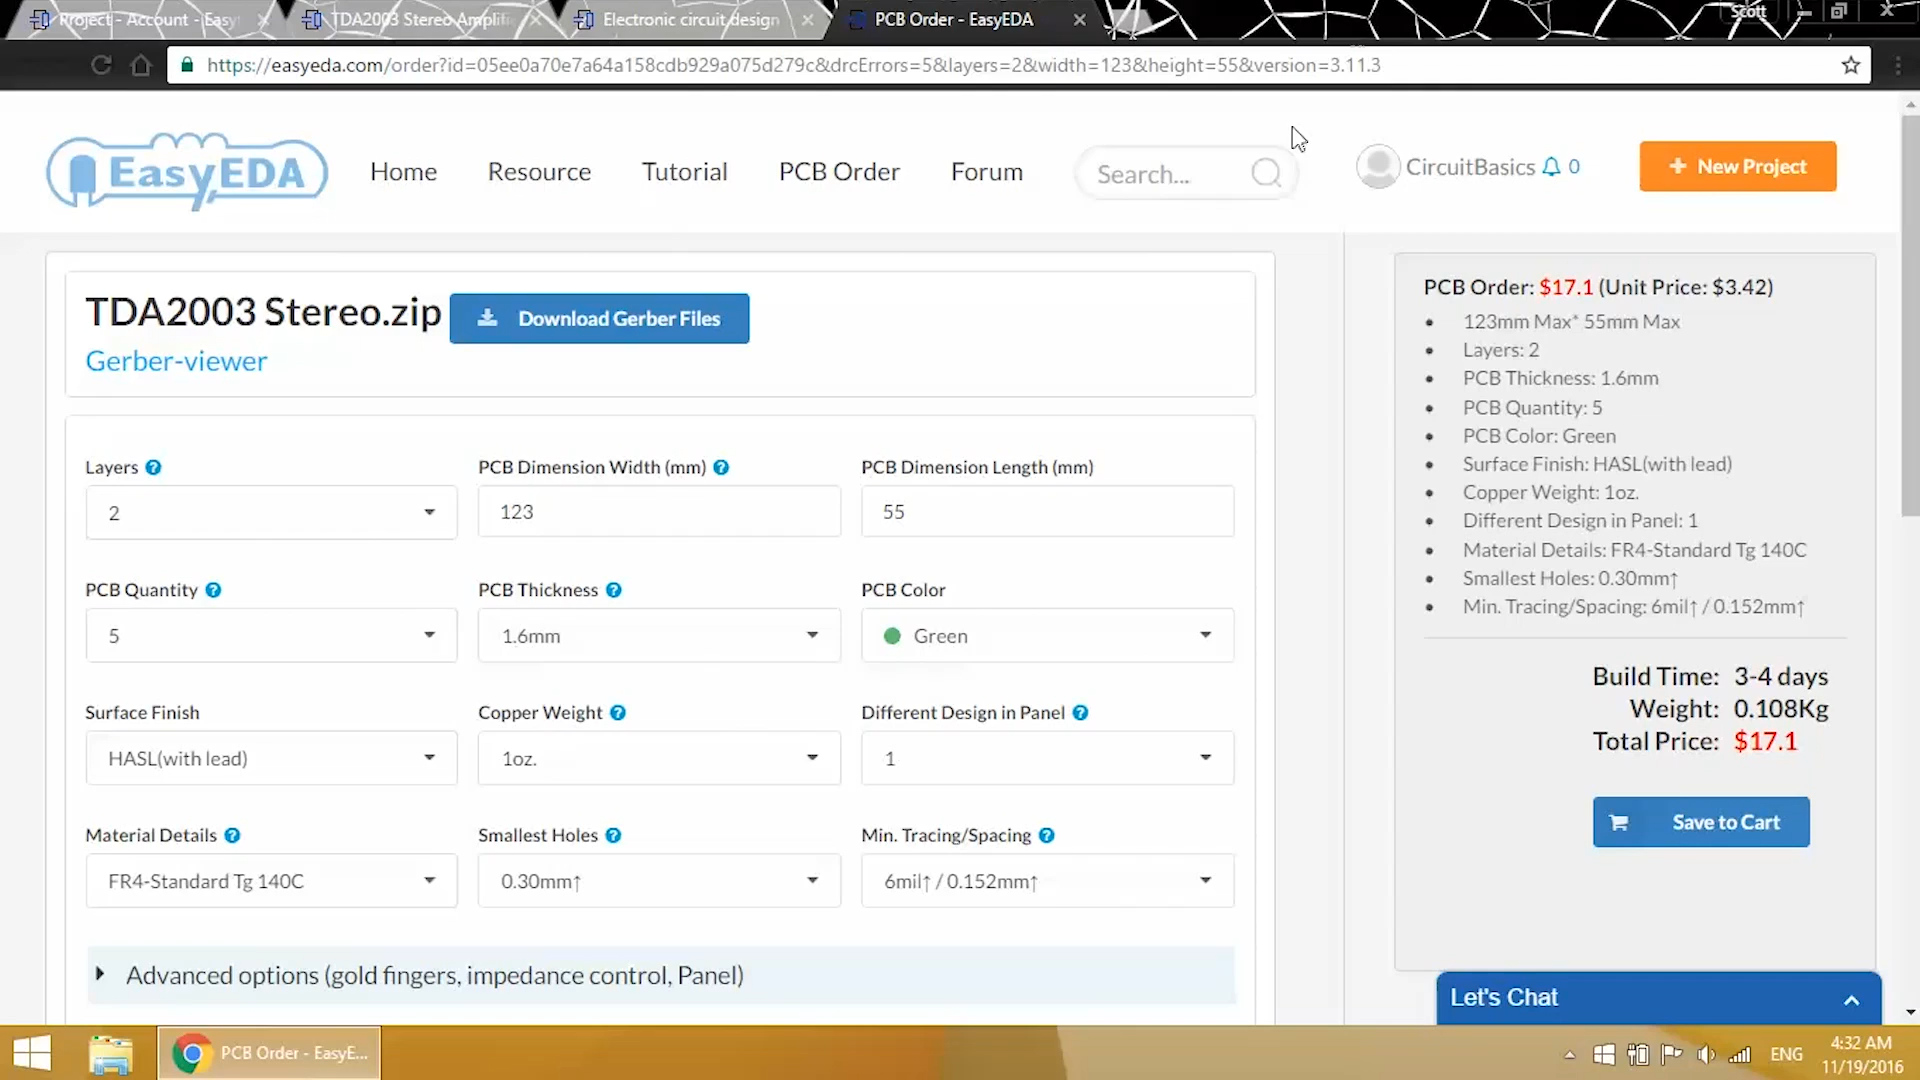 Project - Account - Easy
TDA2003 Stereo Amplifi
Electronic circuit design
PCB Order - EasyEDA
Scott
https://easyeda.com/order?id=05ee0a70e7a64a158cdb929a075d279c&drcErrors=5&layers=2&width=123&height=55&version=3.11.3
EasyEDA
Home
Resource
Tutorial
PCB Order
Forum
Search...
CircuitBasics
0
+ New Project
TDA2003 Stereo.zip
Download Gerber Files
Gerber-viewer
Layers ?
PCB Dimension Width (mm) ?
PCB Dimension Length (mm)
2
123
55
PCB Quantity ?
PCB Thickness ?
PCB Color
5
1.6mm
Green
Surface Finish
Copper Weight ?
Different Design in Panel ?
HASL(with lead)
1oz.
1
Material Details ?
Smallest Holes ?
Min. Tracing/Spacing ?
FR4-Standard Tg 140C
0.30mm↑
6mil↑ / 0.152mm↑
Advanced options (gold fingers, impedance control, Panel)
PCB Order: $17.1 (Unit Price: $3.42)
• 123mm Max* 55mm Max
• Layers: 2
• PCB Thickness: 1.6mm
• PCB Quantity: 5
• PCB Color: Green
• Surface Finish: HASL(with lead)
• Copper Weight: 1oz.
• Different Design in Panel: 1
• Material Details: FR4-Standard Tg 140C
• Smallest Holes: 0.30mm↑
• Min. Tracing/Spacing: 6mil↑ / 0.152mm↑
Build Time: 3-4 days
Weight: 0.108Kg
Total Price: $17.1
Save to Cart
Let's Chat
PCB Order - EasyE...
ENG
4:32 AM
11/19/2016